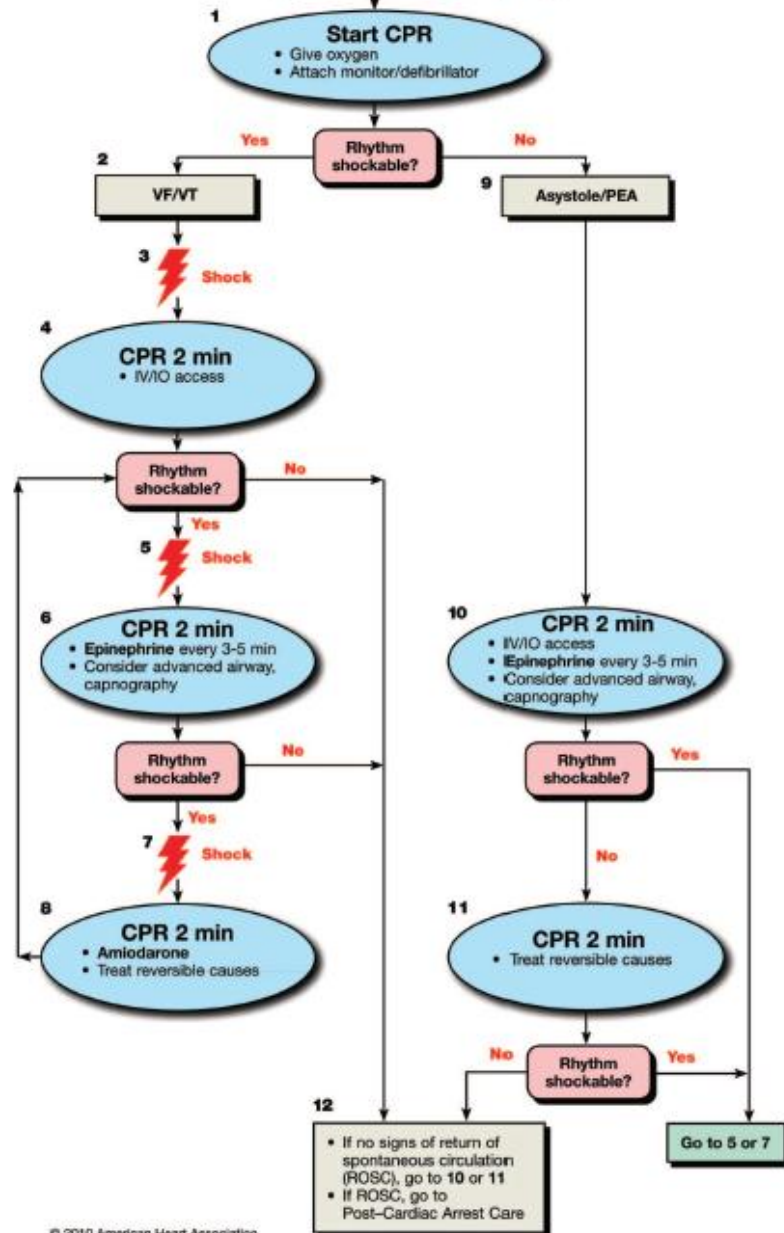 1
Start CPR
• Give oxygen
• Attach monitor/defibrillator
Rhythm
shockable?
Yes
No
2
VF/VT
9
Asystole/PEA
3
Shock
4
CPR 2 min
• IV/IO access
Rhythm
shockable?
No
Yes
5
Shock
6
CPR 2 min
• Epinephrine every 3-5 min
• Consider advanced airway,
capnography
10
CPR 2 min
• IV/IO access
• Epinephrine every 3-5 min
• Consider advanced airway,
capnography
Rhythm
shockable?
No
Yes
Rhythm
shockable?
Yes
No
7
Shock
8
CPR 2 min
• Amiodarone
• Treat reversible causes
11
CPR 2 min
• Treat reversible causes
No
Rhythm
shockable?
Yes
12
• If no signs of return of
spontaneous circulation
(ROSC), go to 10 or 11
• If ROSC, go to
Post–Cardiac Arrest Care
Go to 5 or 7
© 2010 American Heart Association